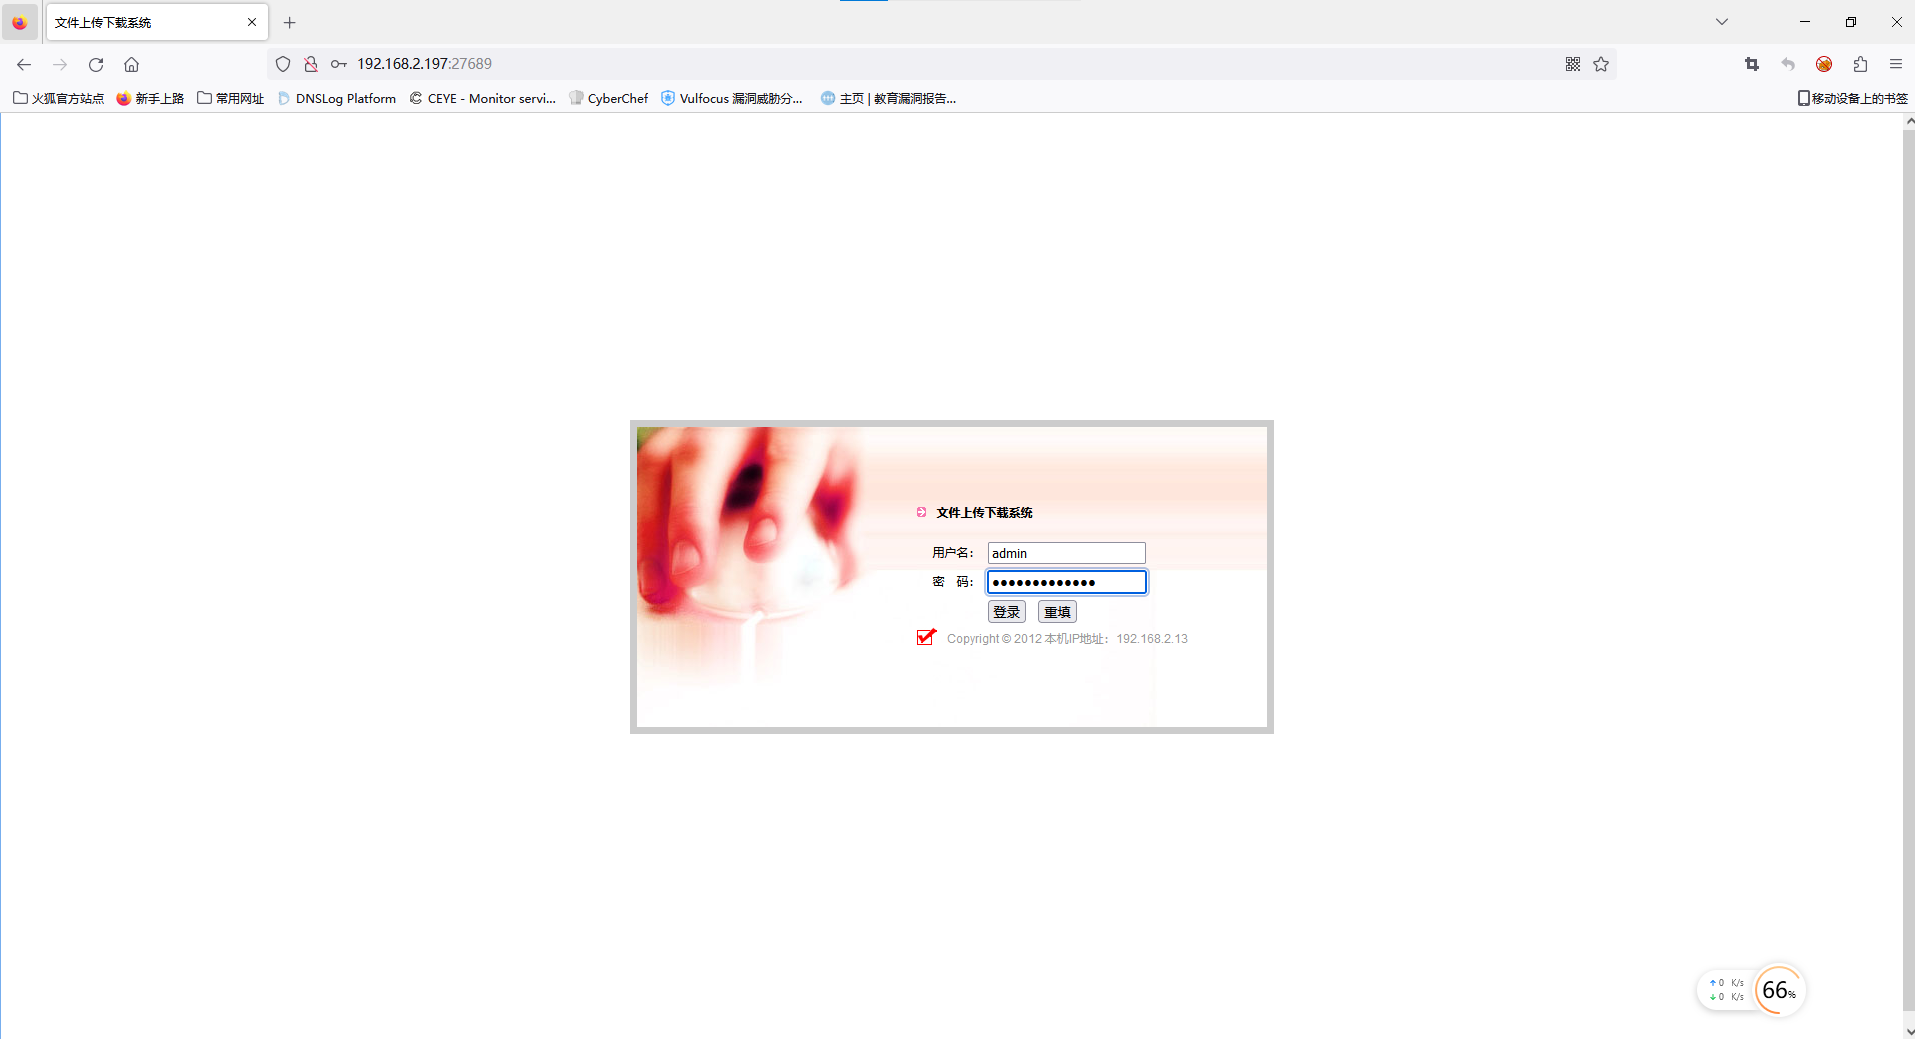 文件上传下载系统
192.168.2.197:27689
火狐官方站点 新手上路 常用网址 DNSLog Platform CEYE - Monitor servi... CyberChef Vulfocus 漏洞威胁分... 主页 | 教育漏洞报告... 移动设备上的书签
文件上传下载系统
用户名： admin
密 码： ●●●●●●●●●●●●●
登录 重填
Copyright © 2012 本机IP地址：192.168.2.13
↑ 0 K/s
↓ 0 K/s
66%